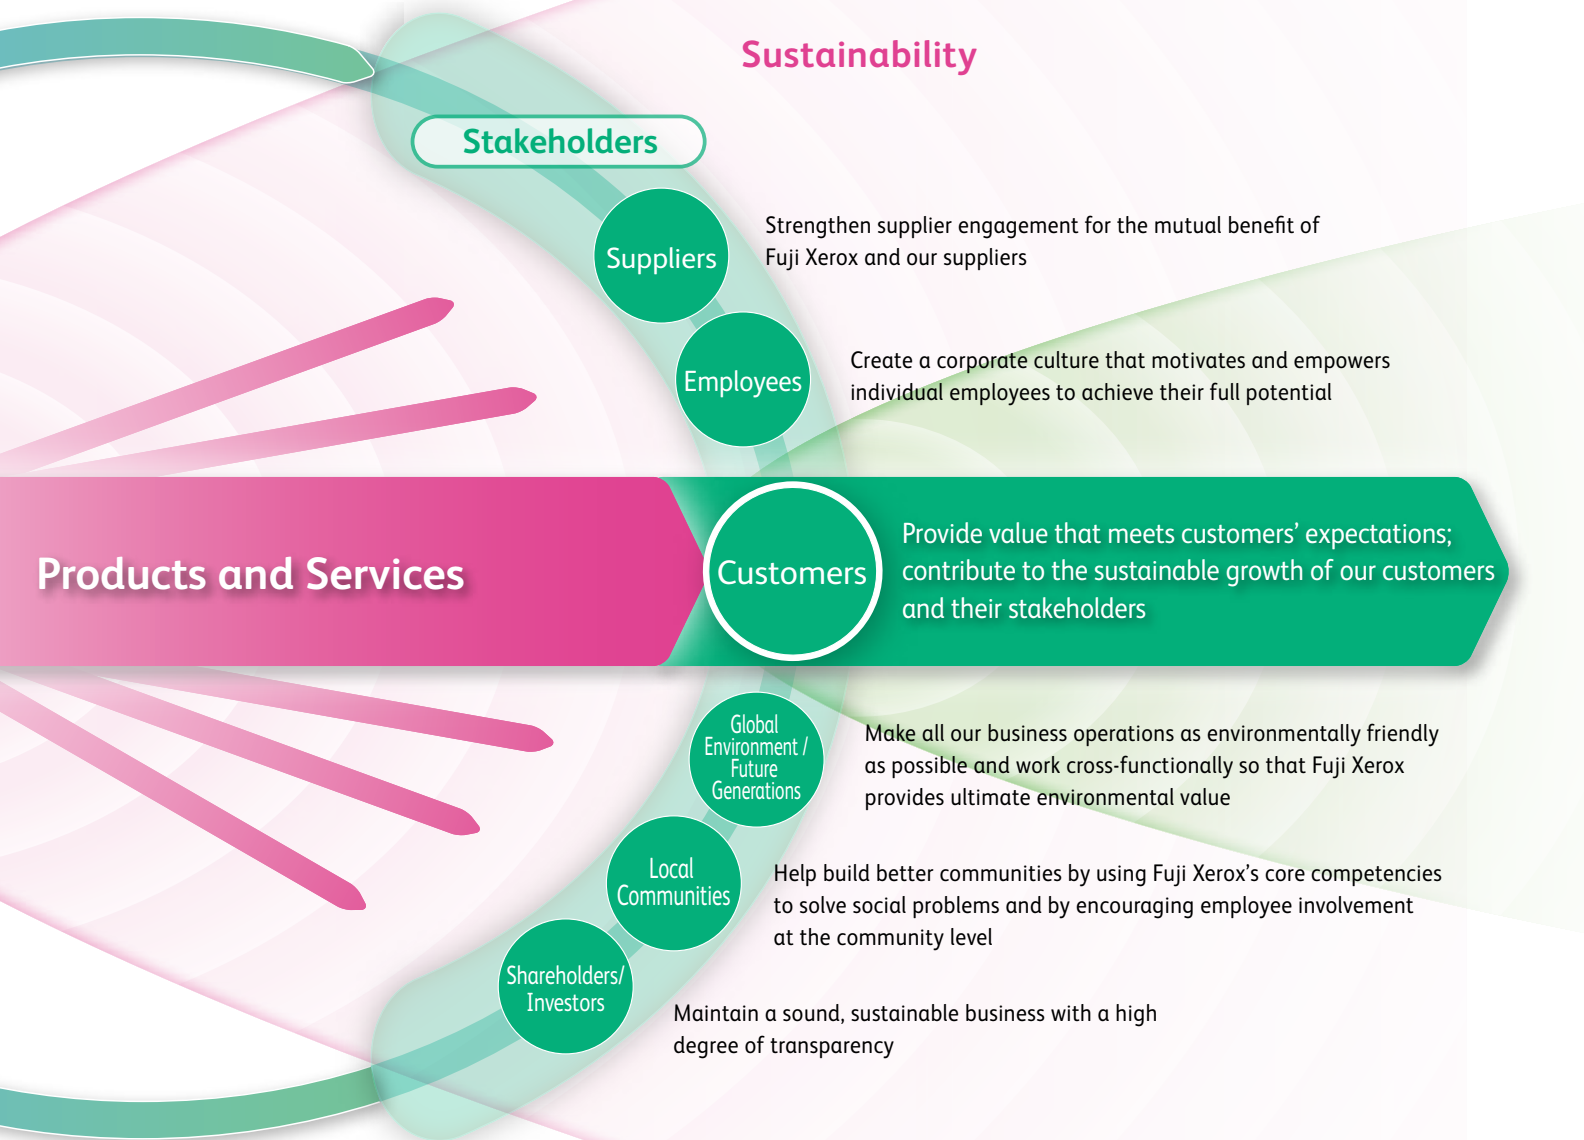 Sustainability
Stakeholders
Suppliers
Strengthen supplier engagement for the mutual benefit of
Fuji Xerox and our suppliers
Employees
Create a corporate culture that motivates and empowers
individual employees to achieve their full potential
Products and Services
Customers
Provide value that meets customers’ expectations;
contribute to the sustainable growth of our customers
and their stakeholders
Global
Environment /
Future
Generations
Make all our business operations as environmentally friendly
as possible and work cross-functionally so that Fuji Xerox
provides ultimate environmental value
Local
Communities
Help build better communities by using Fuji Xerox’s core competencies
to solve social problems and by encouraging employee involvement
at the community level
Shareholders/
Investors
Maintain a sound, sustainable business with a high
degree of transparency